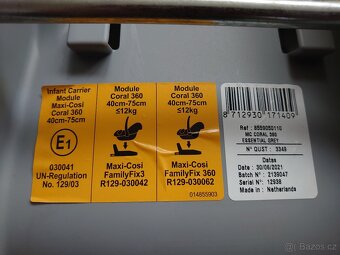 Infant Carrier
Module
Maxi-Cosi
Coral 360
40cm-75cm
E1
030041
UN-Regulation
No. 129/03
Module
Coral 360
40cm-75cm
≤12kg
Maxi-Cosi
FamilyFix3
R129-030042
Module
Coral 360
40cm-75cm
≤12kg
Maxi-Cosi
FamilyFix 360
R129-030062
014855903
8 712930 171409
Ref : 8559050110
MC CORAL 360
ESSENTIAL GREY
N° CUST : 3349
Dates
Date : 30/06/2021
Batch N° : 2139047
Serial N° : 12938
Made in : Netherlands
bazos.cz